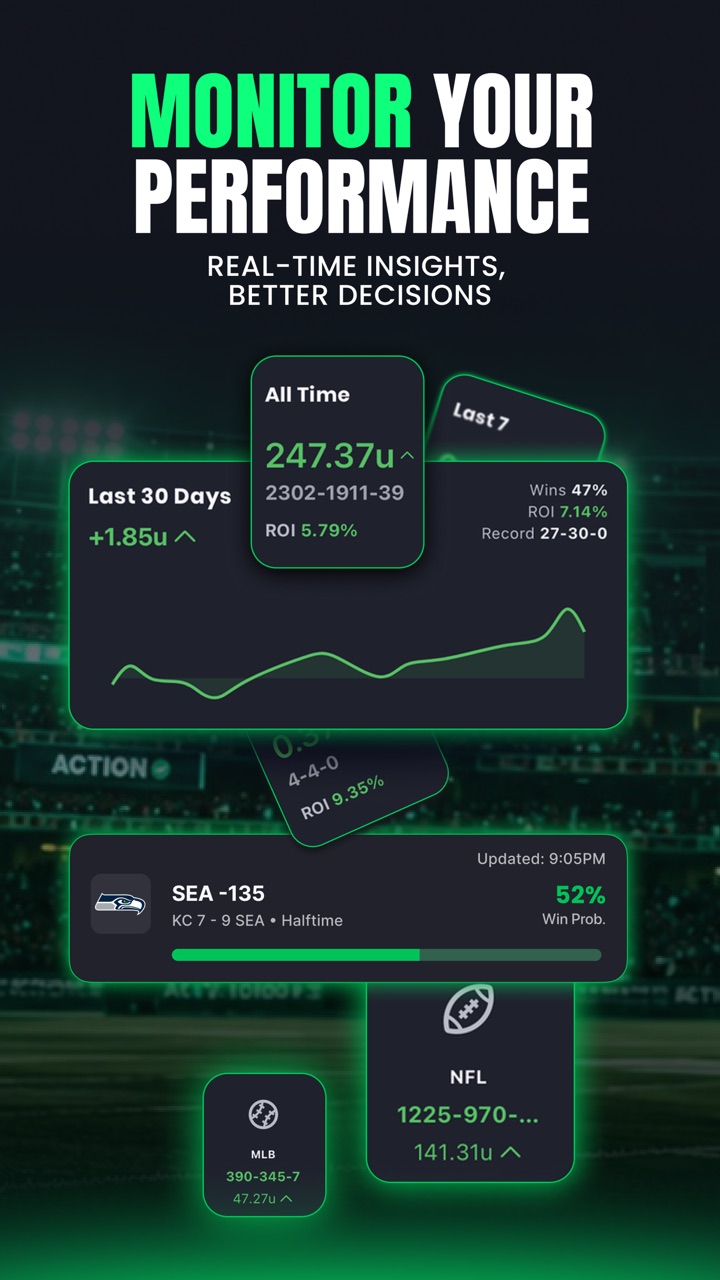 MONITOR YOUR
PERFORMANCE
REAL-TIME INSIGHTS,
BETTER DECISIONS
All Time
247.37u
2302-1911-39
ROI 5.79%
Last 7
Last 30 Days
+1.85u
Wins 47%
ROI 7.14%
Record 27-30-0
ACTION
4-4-0
ROI 9.35%
Updated: 9:05PM
SEA -135
KC 7 - 9 SEA • Halftime
52%
Win Prob.
NFL
1225-970-...
141.31u
MLB
390-345-7
47.27u